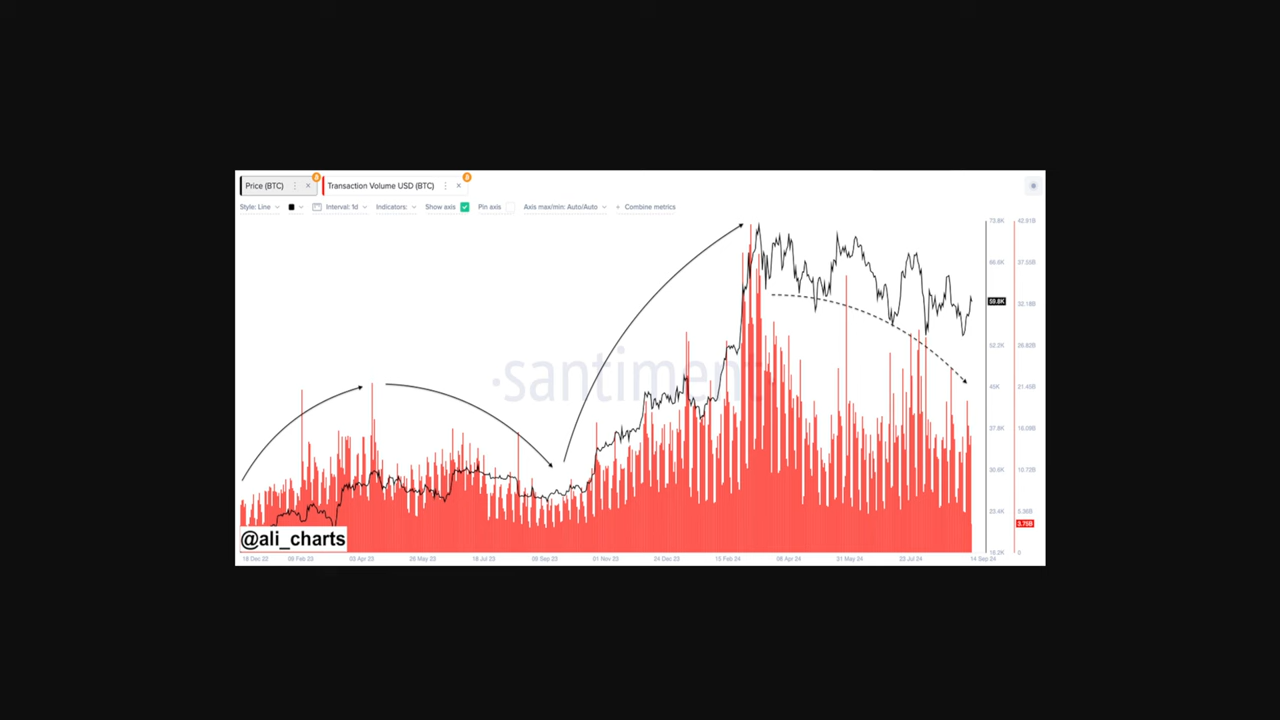 Price (BTC) Transaction Volume USD (BTC)
Style: Line Interval: 1d Indicators: Show axis Pin axis Axis max/min: Auto/Auto + Combine metrics
73.8K 42.91B
66.6K 37.55B
59.8K 32.18B
52.2K 26.82B
·santiment
45K 21.45B
37.8K 16.09B
30.6K 10.72B
23.4K 5.36B
3.75B
@ali_charts
16.2K 0
18 Dec 22 09 Feb 23 03 Apr 23 26 May 23 18 Jul 23 09 Sep 23 01 Nov 23 24 Dec 23 15 Feb 24 08 Apr 24 31 May 24 23 Jul 24 14 Sep 24